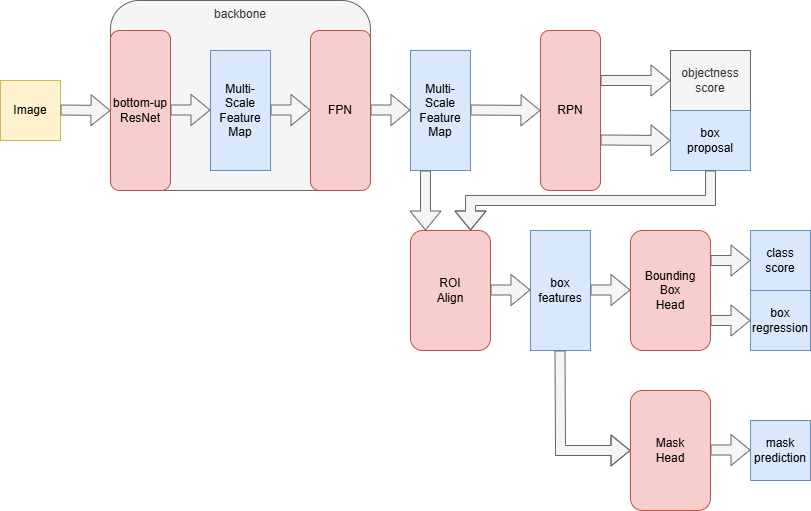 backbone
Image
bottom-up
ResNet
Multi-
Scale
Feature
Map
FPN
Multi-
Scale
Feature
Map
RPN
objectness
score
box
proposal
ROI
Align
box
features
Bounding
Box
Head
class
score
box
regression
Mask
Head
mask
prediction